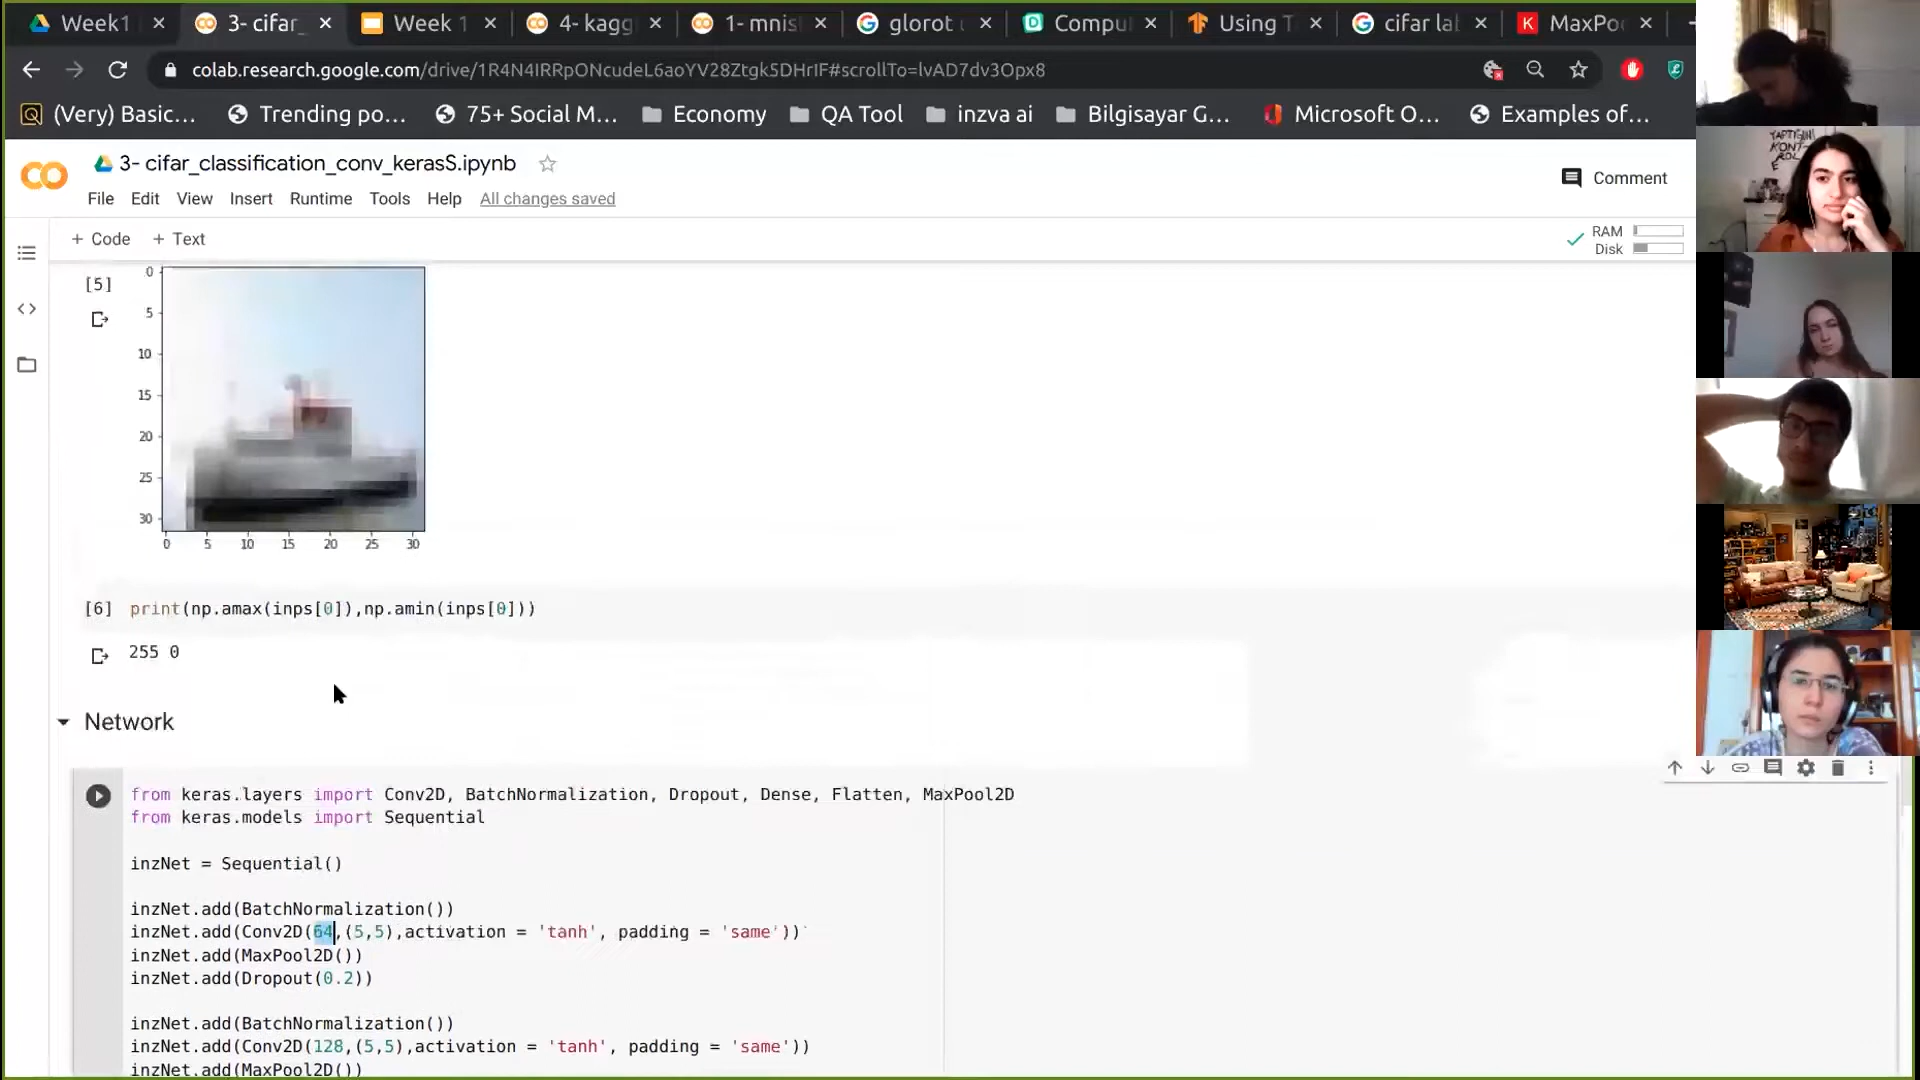 Week1
3- cifar_
Week 1
4- kagg
1- mnis
glorot
Compu
Using T
cifar la
MaxPo
colab.research.google.com/drive/1R4N4IRRpONcudeL6aoYV28Ztgk5DHrIF#scrollTo=lvAD7dv3Opx8
(Very) Basic...
Trending po...
75+ Social M...
Economy
QA Tool
inzva ai
Bilgisayar G...
Microsoft O...
Examples of...
3- cifar_classification_conv_kerasS.ipynb
Comment
File Edit View Insert Runtime Tools Help All changes saved
+ Code + Text
RAM
Disk
[5]
0
5
10
15
20
25
30
0 5 10 15 20 25 30
[6] print(np.amax(inps[0]),np.amin(inps[0]))
255 0
Network
from keras.layers import Conv2D, BatchNormalization, Dropout, Dense, Flatten, MaxPool2D
from keras.models import Sequential
inzNet = Sequential()
inzNet.add(BatchNormalization())
inzNet.add(Conv2D(64,(5,5),activation = 'tanh', padding = 'same'))`
inzNet.add(MaxPool2D())
inzNet.add(Dropout(0.2))
inzNet.add(BatchNormalization())
inzNet.add(Conv2D(128,(5,5),activation = 'tanh', padding = 'same'))
inzNet.add(MaxPool2D())
YAPTIĞINI
KONT-
ROL
E